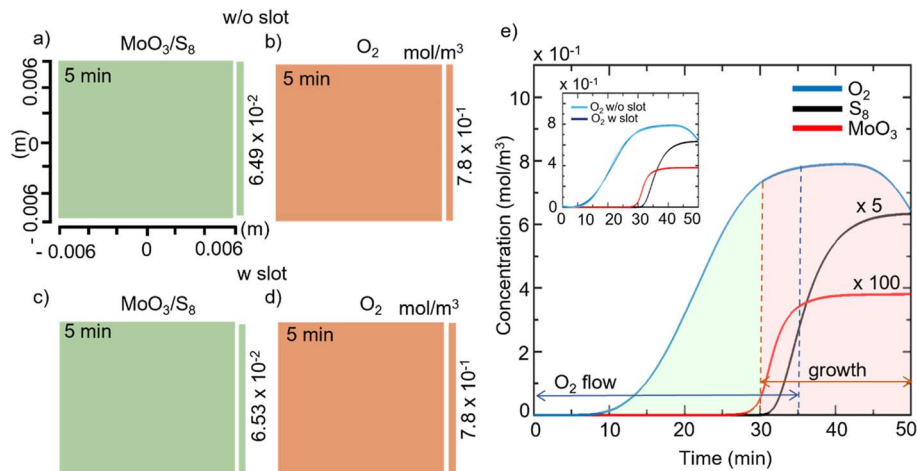 w/o slot
a)
MoO₃/S₈
b)
O₂
mol/m³
5 min
5 min
0.006
0
0.006
-
(m)
6.49 x 10⁻²
7.8 x 10⁻¹
- 0.006
0
0.006
(m)
w slot
c)
MoO₃/S₈
d)
O₂
mol/m³
5 min
5 min
6.53 x 10⁻²
7.8 x 10⁻¹
e)
x 10⁻¹
10
8
6
4
2
0
Concentration (mol/m³)
0
10
20
30
40
50
Time (min)
O₂
S₈
MoO₃
x 5
x 100
O₂ flow
growth
x 10⁻¹
O₂ w/o slot
O₂ w slot
8
4
0
0
10
20
30
40
50